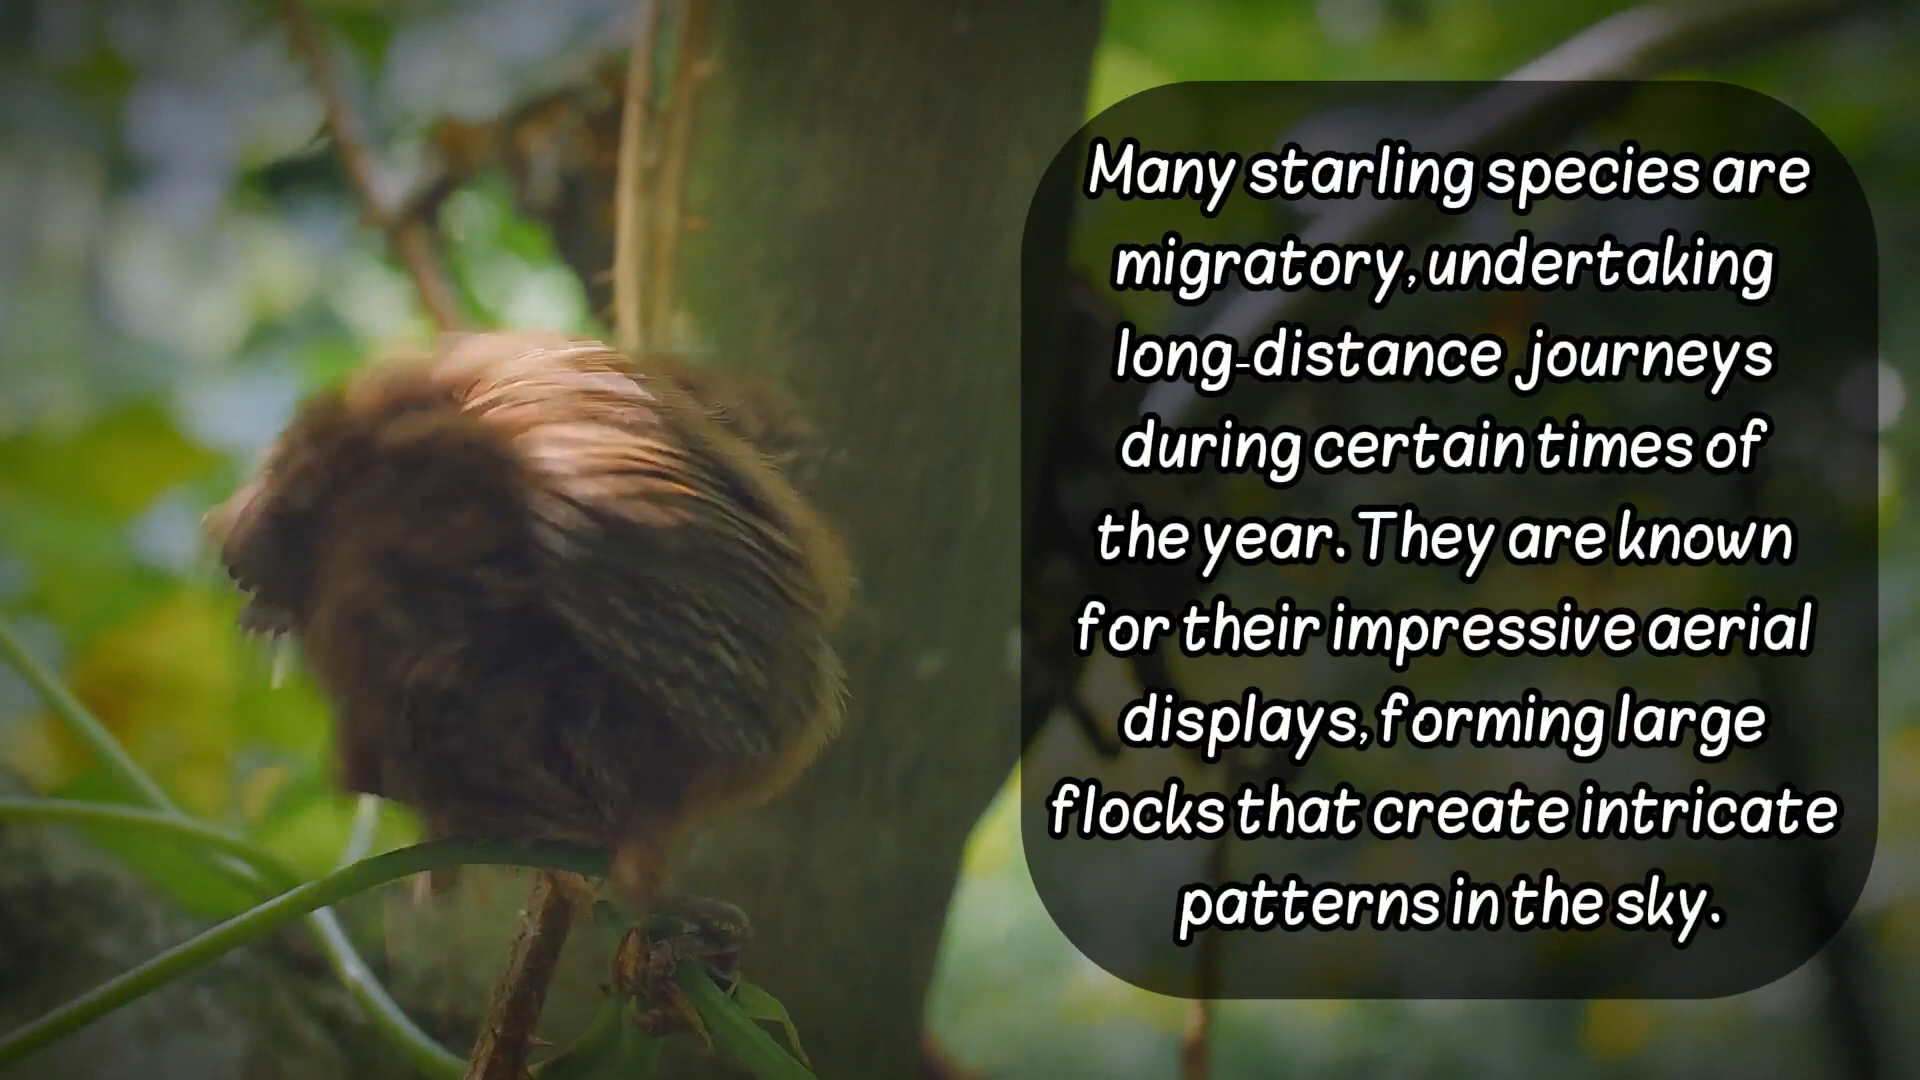 Many starling species are
migratory, undertaking
long-distance journeys
during certain times of
the year. They are known
for their impressive aerial
displays, forming large
flocks that create intricate
patterns in the sky.